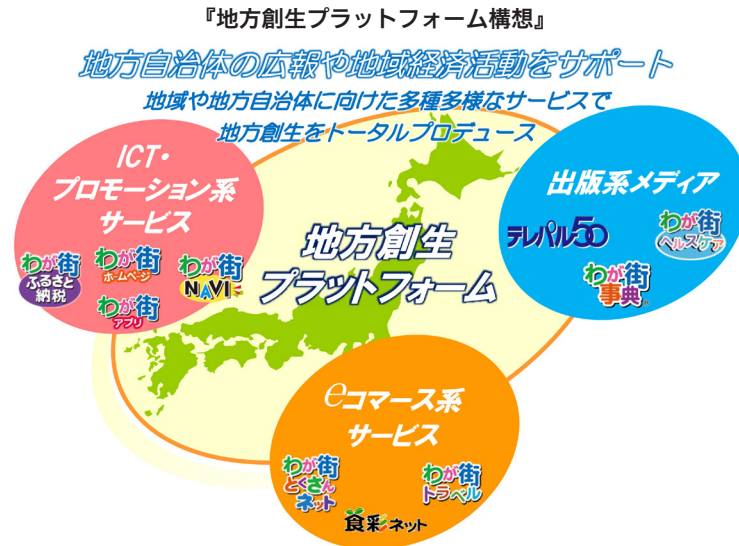 『地方創生プラットフォーム構想』
地方自治体の広報や地域経済活動をサポート
地域や地方自治体に向けた多種多様なサービスで
地方創生をトータルプロデュース
ICT・
プロモーション系
サービス
わが街
ふるさと
納税
わが街
ホームページ
わが街
アプリ
わが街
NAVI
地方創生
プラットフォーム
出版系メディア
テレパル50
わが街
ヘルスケア
わが街
事典
eコマース系
サービス
わが街
とくさん
ネット
わが街
トラベル
食彩ネット